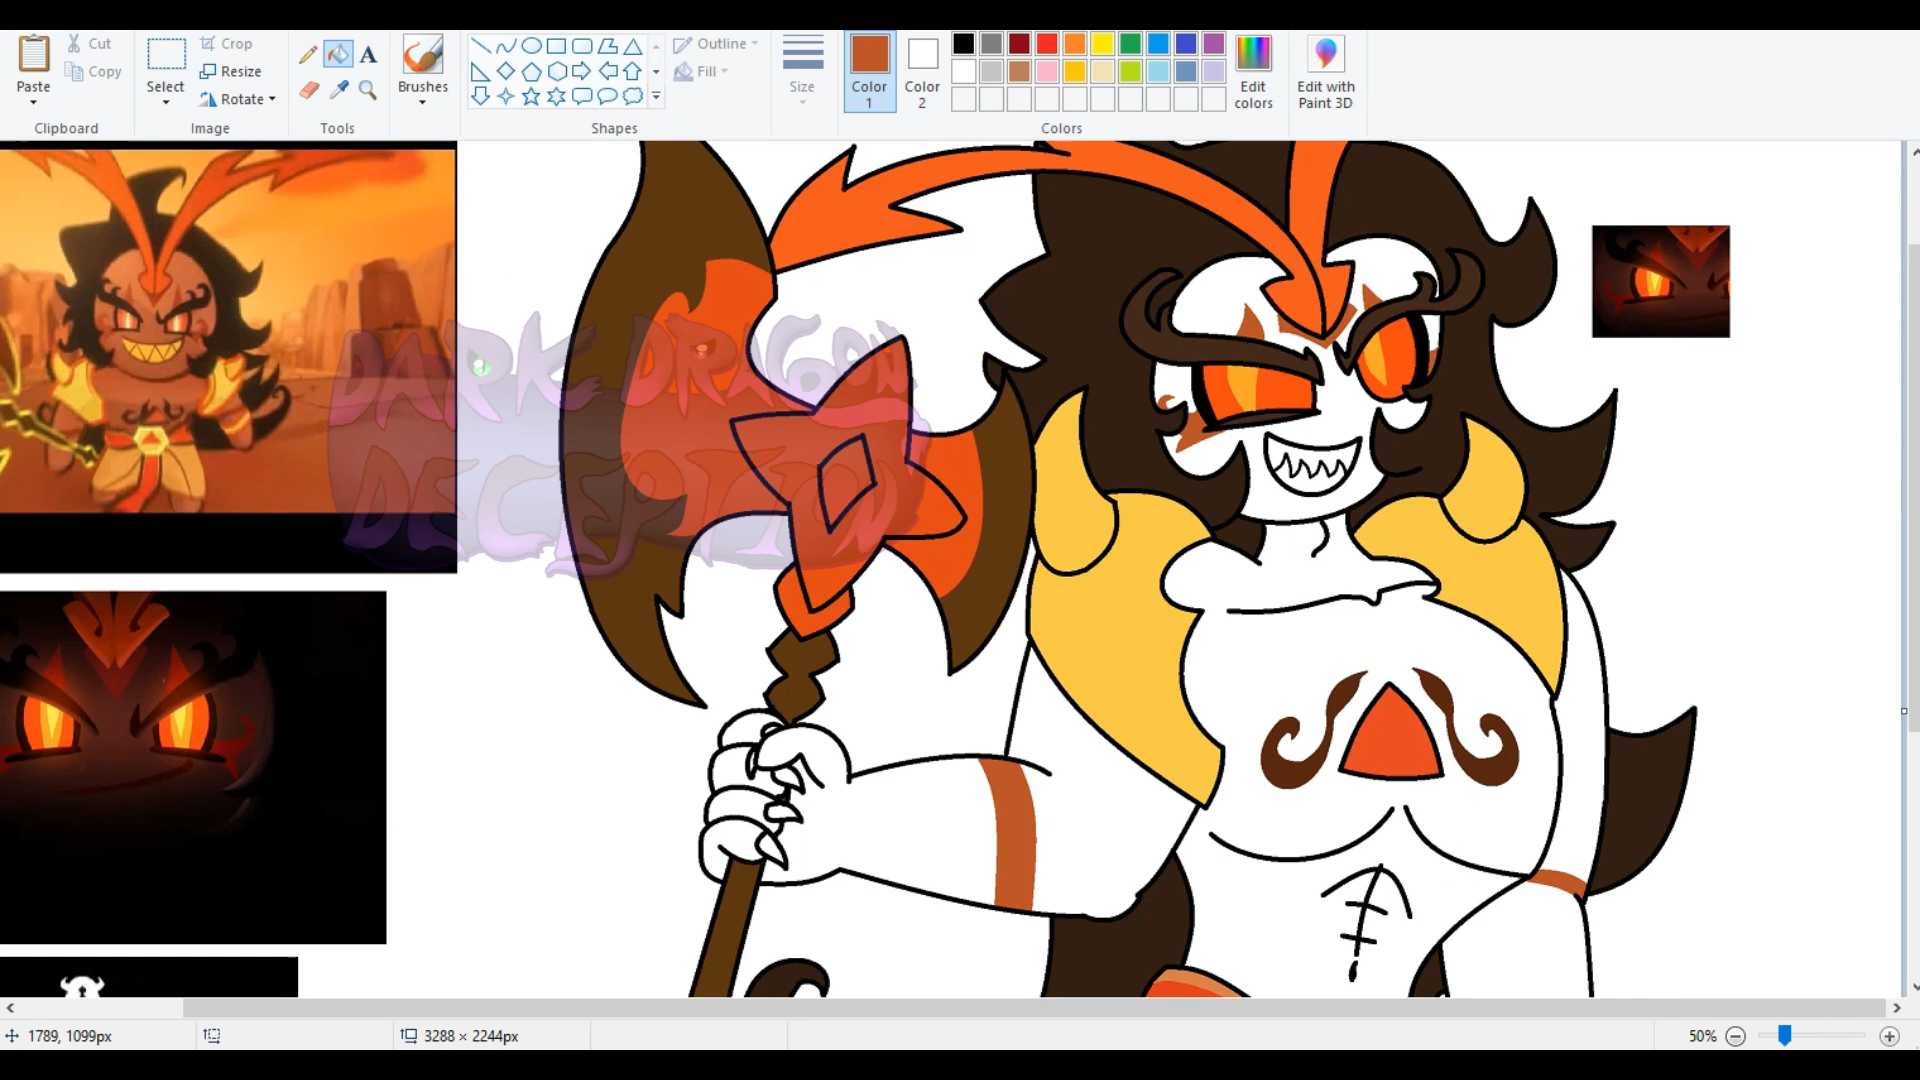 Paste
Cut
Copy
Clipboard
Select
Crop
Resize
Rotate
Image
Tools
Brushes
Shapes
Outline
Fill
Size
Color
1
Color
2
Colors
Edit
colors
Edit with
Paint 3D
DARK DRAGON
DECEPTION
1789, 1099px
3288 × 2244px
50%